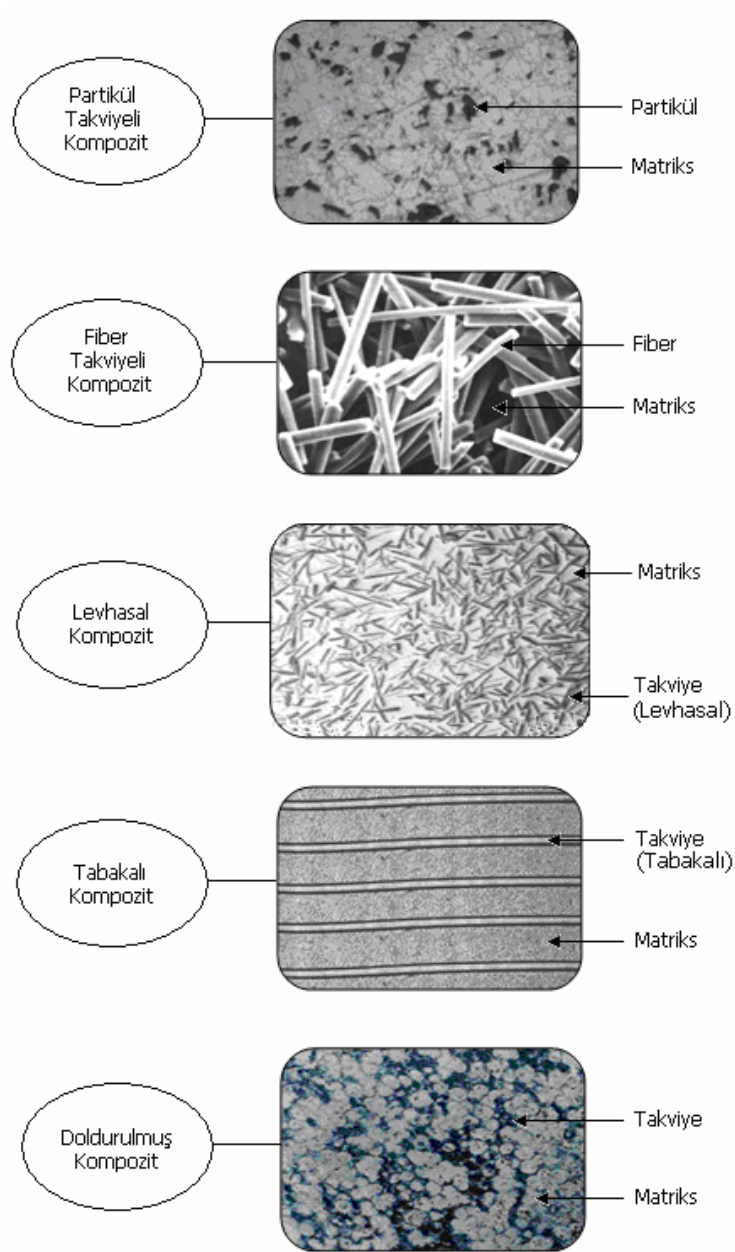 Partikül
Takviyeli
Kompozit
Partikül
Matriks
Fiber
Takviyeli
Kompozit
Fiber
Matriks
Levhasal
Kompozit
Matriks
Takviye
(Levhasal)
Tabakalı
Kompozit
Takviye
(Tabakalı)
Matriks
Doldurulmuş
Kompozit
Takviye
Matriks